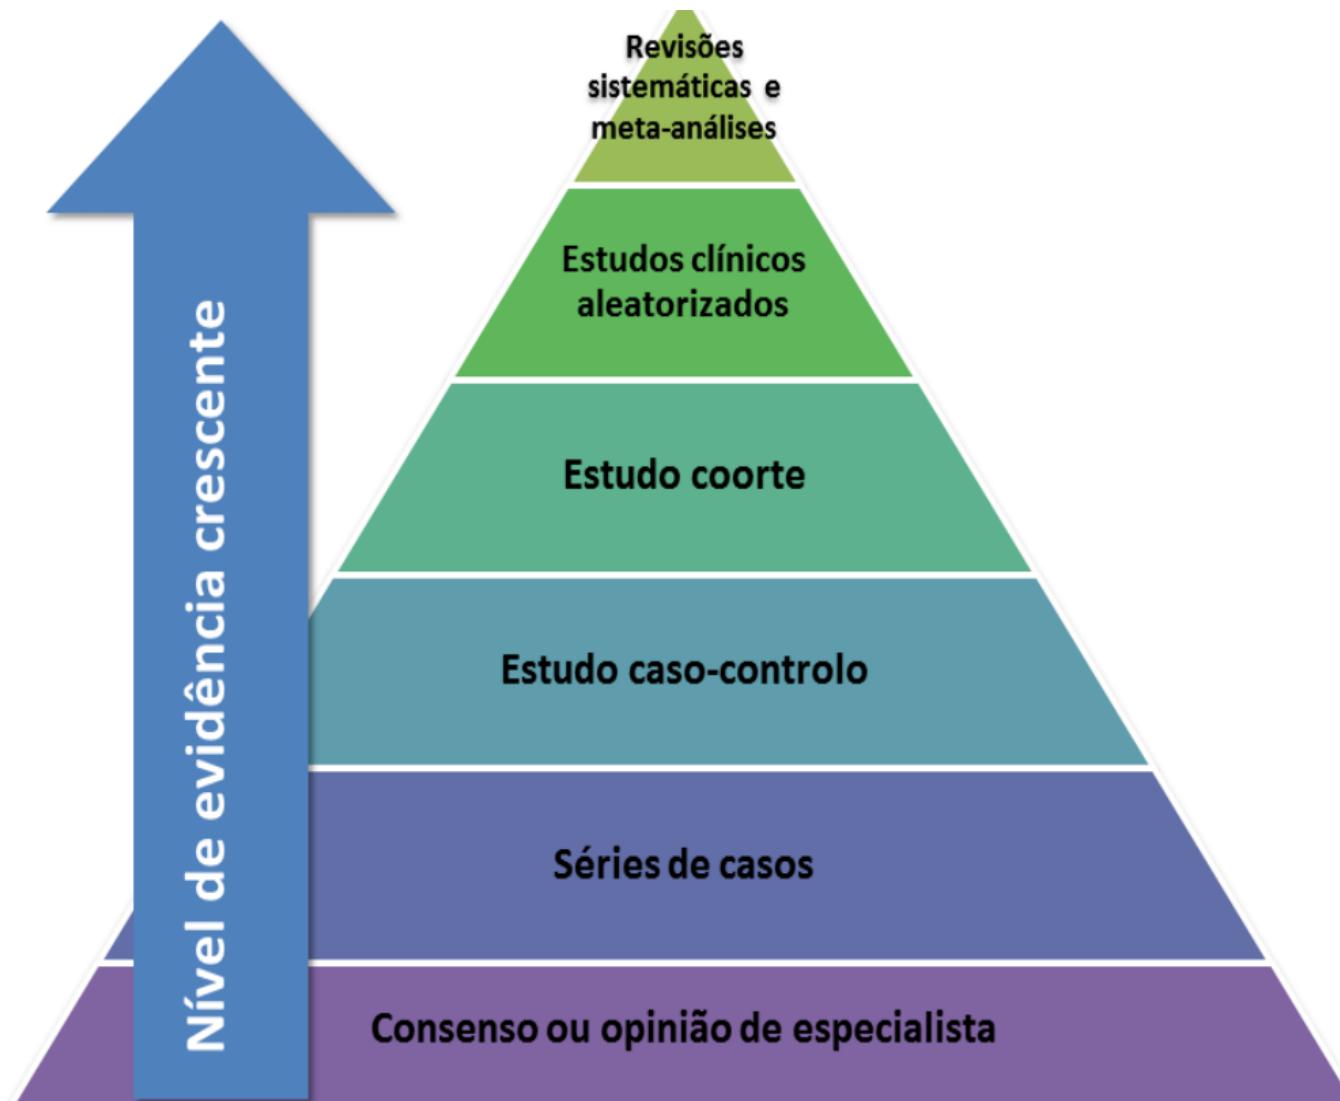 Revisões
sistemáticas e
meta-análises
Estudos clínicos
aleatorizados
Estudo coorte
Estudo caso-controlo
Séries de casos
Consenso ou opinião de especialista
Nível de evidência crescente